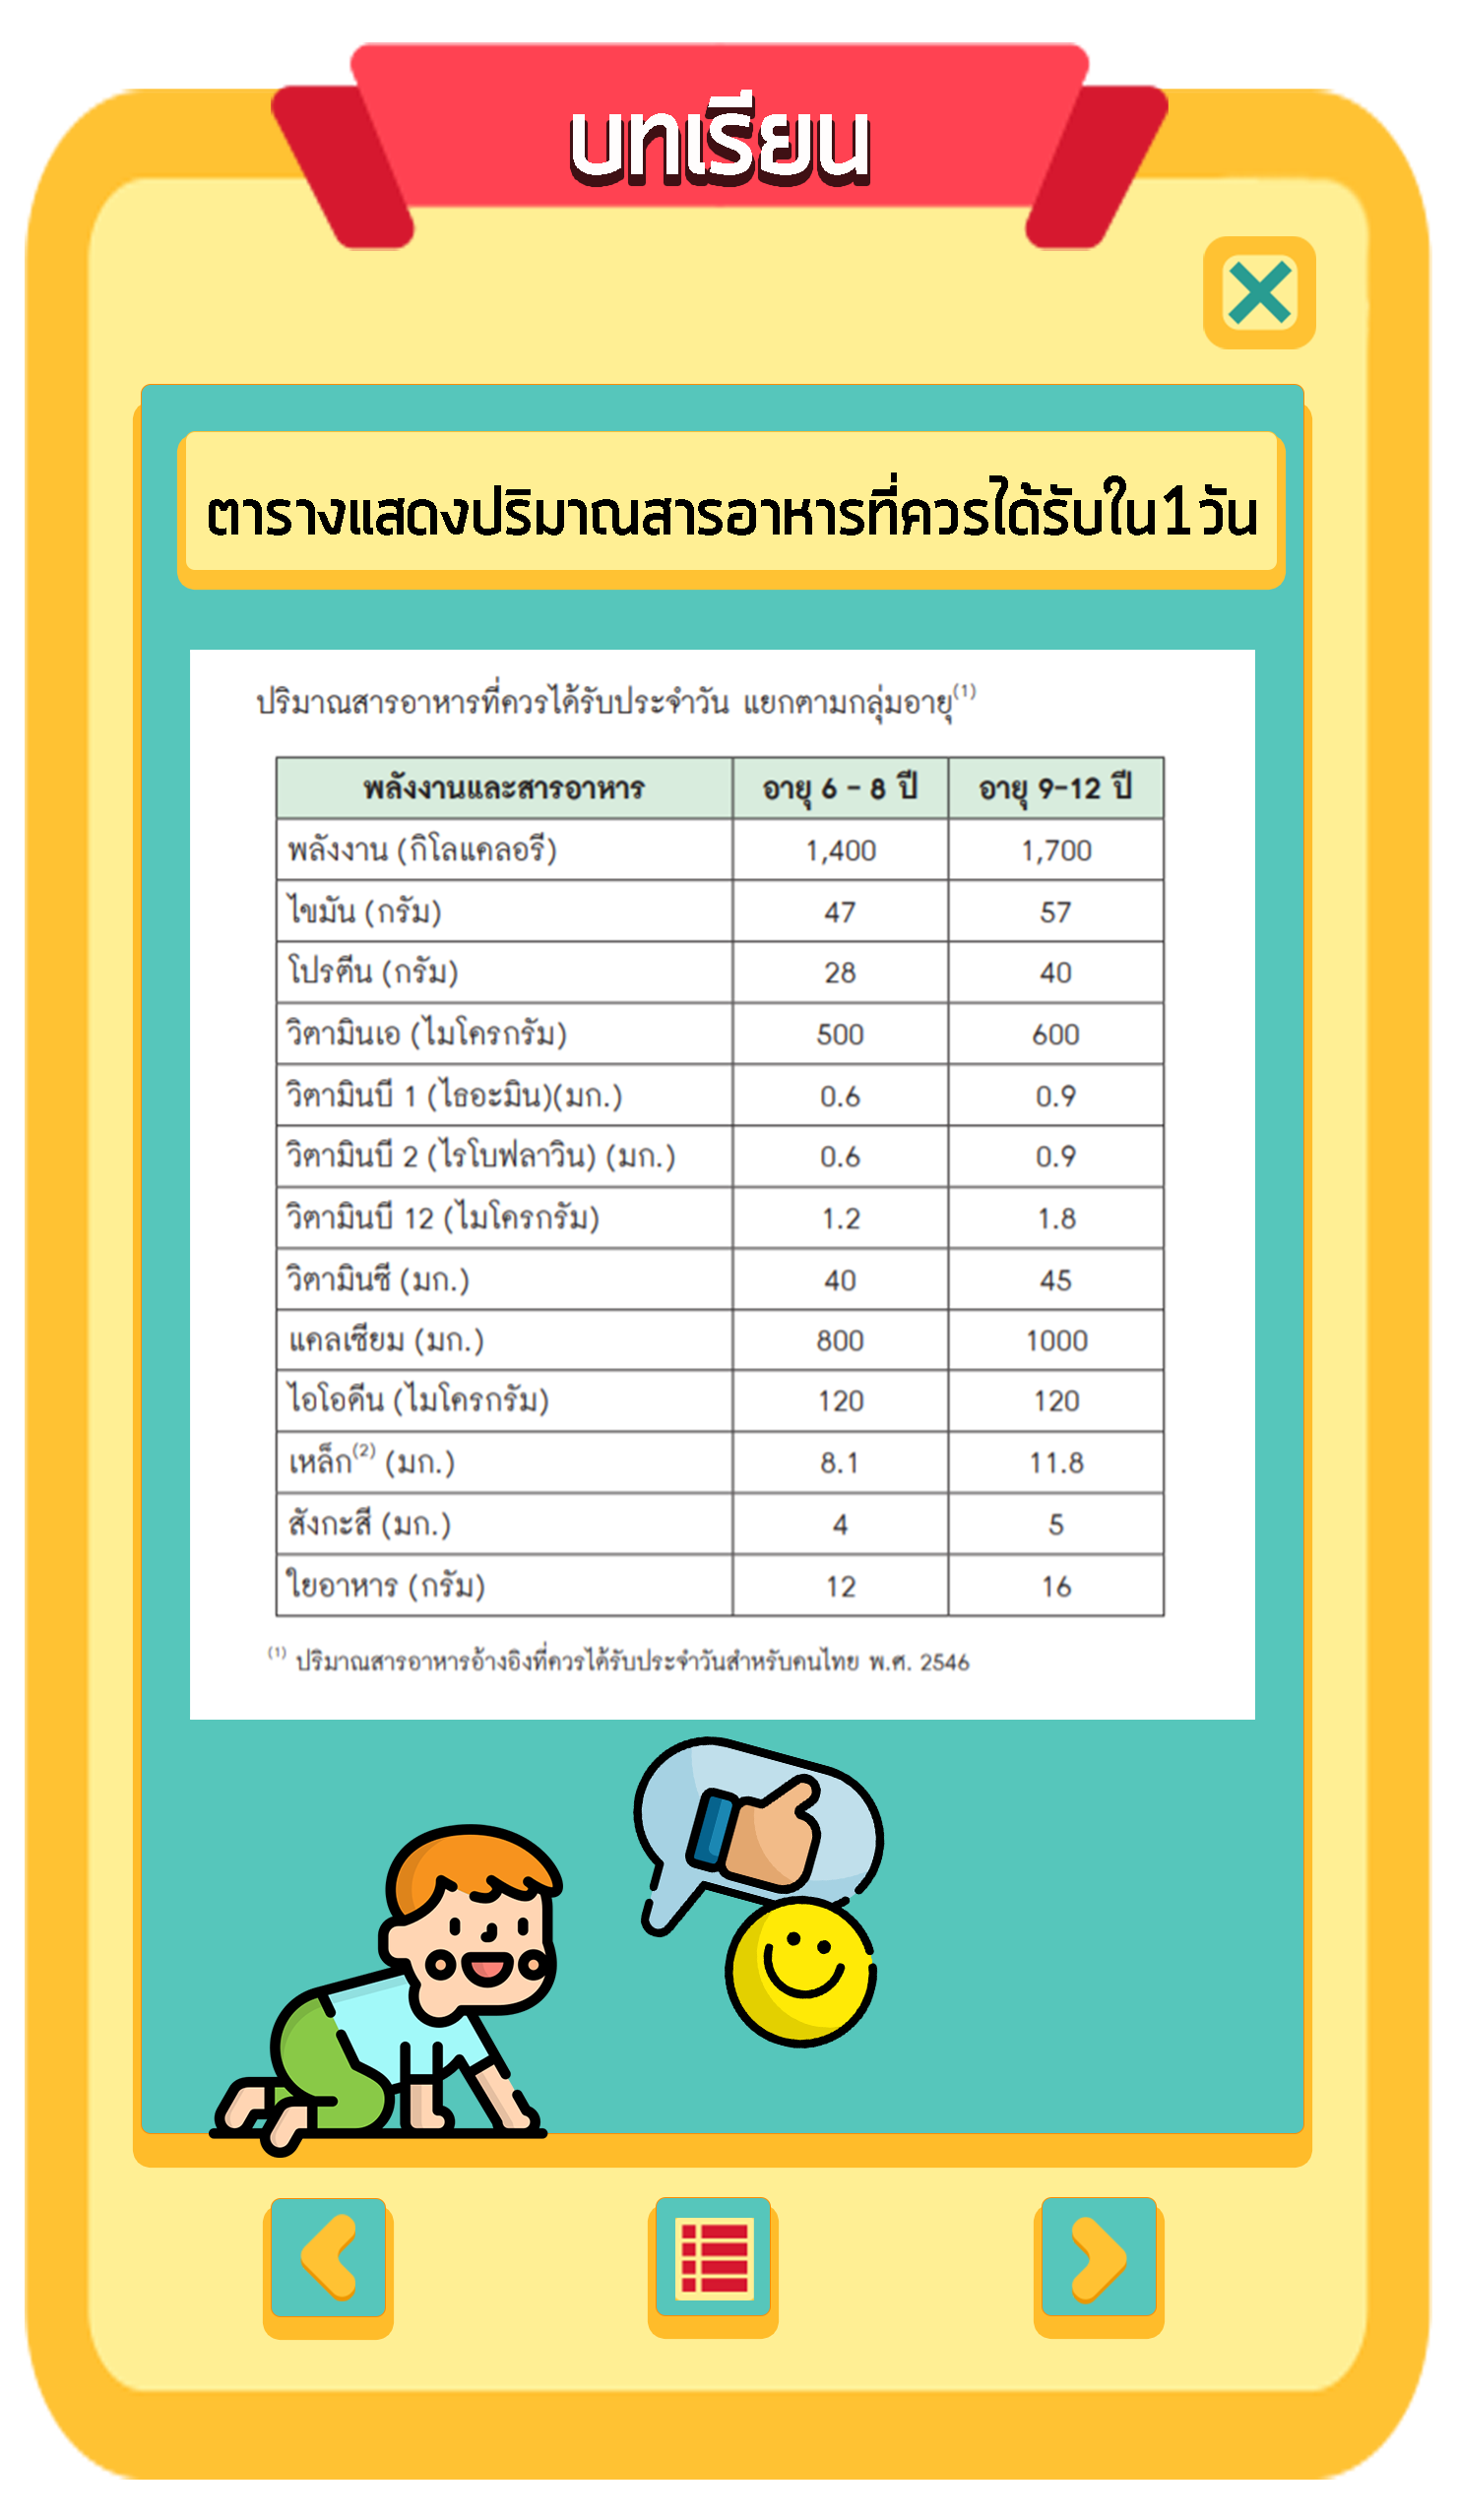 บทเรียน
ตารางแสดงปริมาณสารอาหารที่ควรได้รับใน1วัน
ปริมาณสารอาหารที่ควรได้รับประจำวัน แยกตามกลุ่มอายุ(1)
พลังงานและสารอาหาร อายุ 6 - 8 ปี อายุ 9-12 ปี
พลังงาน (กิโลแคลอรี) 1,400 1,700
ไขมัน (กรัม) 47 57
โปรตีน (กรัม) 28 40
วิตามินเอ (ไมโครกรัม) 500 600
วิตามินบี 1 (ไธอะมิน)(มก.) 0.6 0.9
วิตามินบี 2 (ไรโบฟลาวิน) (มก.) 0.6 0.9
วิตามินบี 12 (ไมโครกรัม) 1.2 1.8
วิตามินซี (มก.) 40 45
แคลเซียม (มก.) 800 1000
ไอโอดีน (ไมโครกรัม) 120 120
เหล็ก(2) (มก.) 8.1 11.8
สังกะสี (มก.) 4 5
ใยอาหาร (กรัม) 12 16
(1) ปริมาณสารอาหารอ้างอิงที่ควรได้รับประจำวันสำหรับคนไทย พ.ศ. 2546